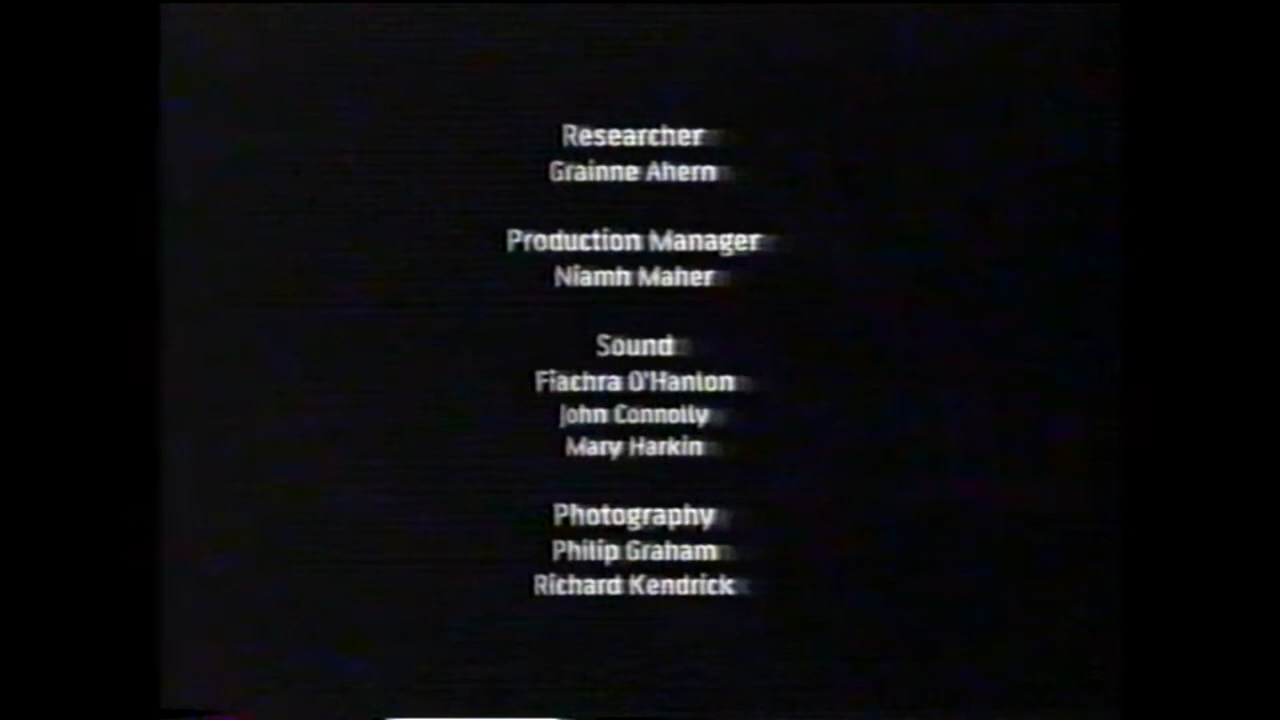 Researcher
Grainne Ahern
Production Manager
Niamh Maher
Sound
Fiachra O'Hanlon
John Connolly
Mary Harkin
Photography
Philip Graham
Richard Kendrick